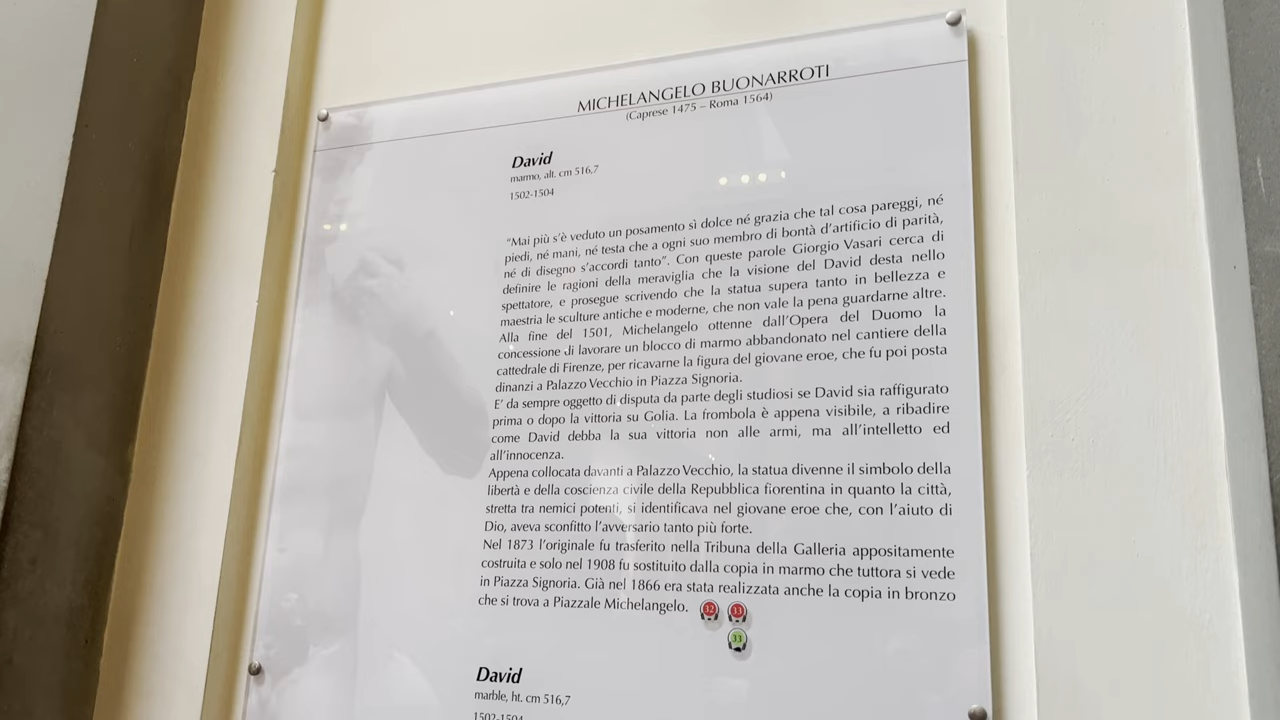 MICHELANGELO BUONARROTI
(Caprese 1475 – Roma 1564)
David
marmo, alt. cm 516,7
1502-1504
“Mai più s’è veduto un posamento sì dolce né grazia che tal cosa pareggi, né
piedi, né mani, né testa che a ogni suo membro di bontà d’artificio di parità,
né di disegno s’accordi tanto”. Con queste parole Giorgio Vasari cerca di
definire le ragioni della meraviglia che la visione del David desta nello
spettatore, e prosegue scrivendo che la statua supera tanto in bellezza e
maestria le sculture antiche e moderne, che non vale la pena guardarne altre.
Alla fine del 1501, Michelangelo ottenne dall’Opera del Duomo la
concessione di lavorare un blocco di marmo abbandonato nel cantiere della
cattedrale di Firenze, per ricavarne la figura del giovane eroe, che fu poi posta
dinanzi a Palazzo Vecchio in Piazza Signoria.
E’ da sempre oggetto di disputa da parte degli studiosi se David sia raffigurato
prima o dopo la vittoria su Golia. La frombola è appena visibile, a ribadire
come David debba la sua vittoria non alle armi, ma all’intelletto ed
all’innocenza.
Appena collocata davanti a Palazzo Vecchio, la statua divenne il simbolo della
libertà e della coscienza civile della Repubblica fiorentina in quanto la città,
stretta tra nemici potenti, si identificava nel giovane eroe che, con l’aiuto di
Dio, aveva sconfitto l’avversario tanto più forte.
Nel 1873 l’originale fu trasferito nella Tribuna della Galleria appositamente
costruita e solo nel 1908 fu sostituito dalla copia in marmo che tuttora si vede
in Piazza Signoria. Già nel 1866 era stata realizzata anche la copia in bronzo
che si trova a Piazzale Michelangelo. 32 33
33
David
marble, ht. cm 516,7
1502-1504